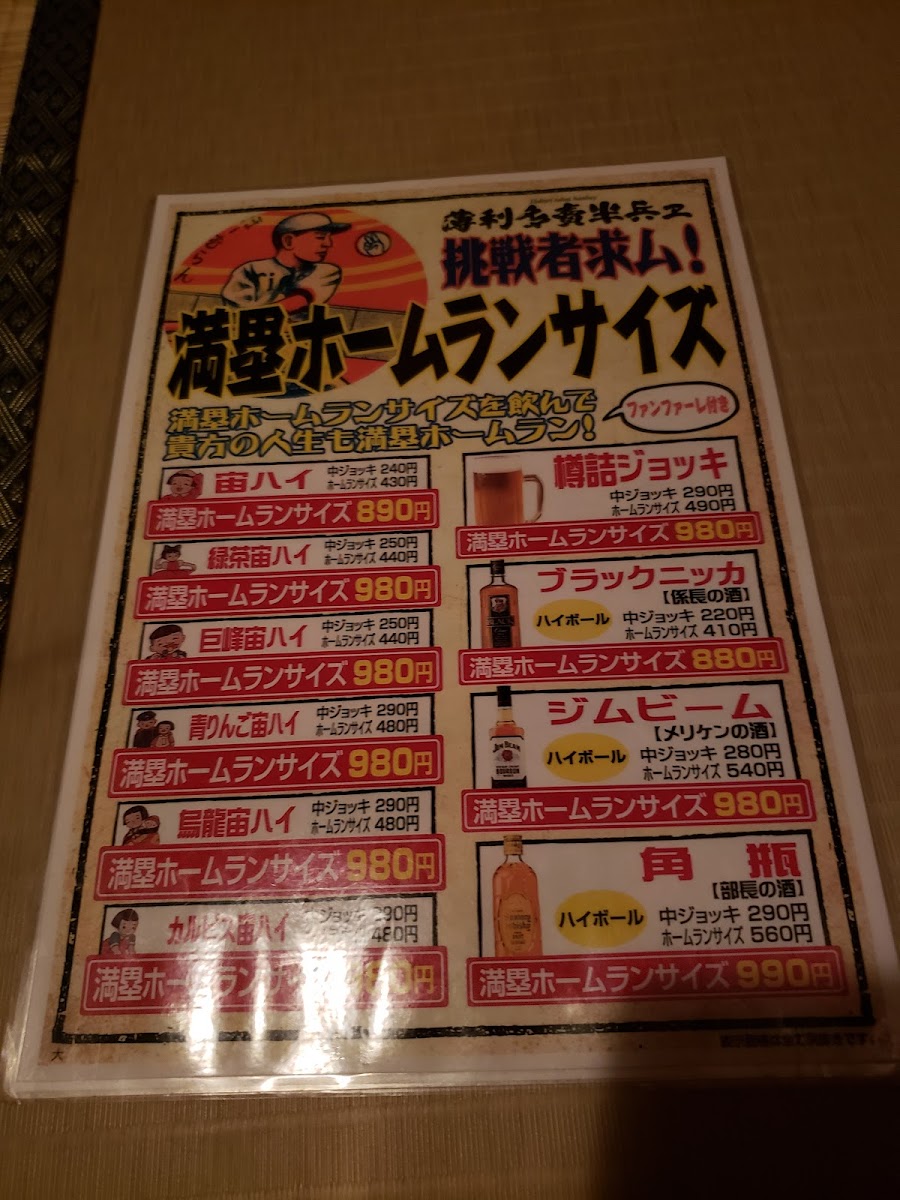 薄利多賣半兵ヱ
挑戦者求ム!
満塁ホームランサイズ
満塁ホームランサイズを飲んで
貴方の人生も満塁ホームラン!
ファンファーレ付き
宙ハイ
中ジョッキ 240円
ホームランサイズ 430円
満塁ホームランサイズ 890円
緑茶宙ハイ
中ジョッキ 250円
ホームランサイズ 440円
満塁ホームランサイズ 980円
巨峰宙ハイ
中ジョッキ 250円
ホームランサイズ 440円
満塁ホームランサイズ 980円
青りんご宙ハイ
中ジョッキ 290円
ホームランサイズ 480円
満塁ホームランサイズ 980円
烏龍宙ハイ
中ジョッキ 290円
ホームランサイズ 480円
満塁ホームランサイズ 980円
カルピス宙ハイ
中ジョッキ 290円
480円
満塁ホームランサイズ 980円
樽詰ジョッキ
中ジョッキ 290円
ホームランサイズ 490円
満塁ホームランサイズ 980円
ブラックニッカ
【係長の酒】
ハイボール
中ジョッキ 220円
ホームランサイズ 410円
満塁ホームランサイズ 880円
ジムビーム
【メリケンの酒】
JIM BEAM
ハイボール
中ジョッキ 280円
ホームランサイズ 540円
満塁ホームランサイズ 980円
角瓶
【部長の酒】
ハイボール
中ジョッキ 290円
ホームランサイズ 560円
満塁ホームランサイズ 990円
大